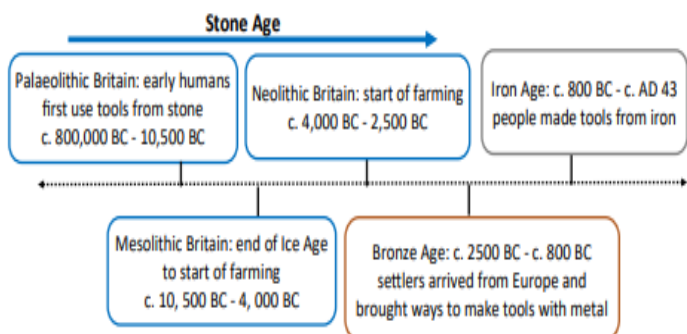 Stone Age
Palaeolithic Britain: early humans
first use tools from stone
c. 800,000 BC - 10,500 BC
Neolithic Britain: start of farming
c. 4,000 BC - 2,500 BC
Iron Age: c. 800 BC - c. AD 43
people made tools from iron
Mesolithic Britain: end of Ice Age
to start of farming
c. 10, 500 BC - 4, 000 BC
Bronze Age: c. 2500 BC - c. 800 BC
settlers arrived from Europe and
brought ways to make tools with metal